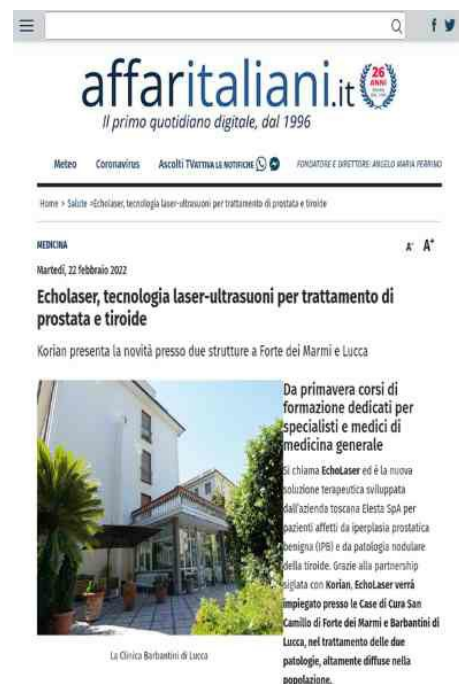 affaritaliani.it
26
ANNI
Il primo quotidiano digitale, dal 1996
Meteo Coronavirus Ascolti TV ATTIVA LE NOTIFICHE FONDATORE E DIRETTORE: ANGELO MARIA PERRINO
Home > Salute >Echolaser, tecnologia laser-ultrasuoni per trattamento di prostata e tiroide
MEDICINA A- A+
Martedì, 22 febbraio 2022
Echolaser, tecnologia laser-ultrasuoni per trattamento di
prostata e tiroide
Korian presenta la novità presso due strutture a Forte dei Marmi e Lucca
Da primavera corsi di
formazione dedicati per
specialisti e medici di
medicina generale
Si chiama EchoLaser ed é la nuova
soluzione terapeutica sviluppata
dall'azienda toscana Elesta SpA per
pazienti affetti da iperplasia prostatica
benigna (IPB) e da patologia nodulare
della tiroide. Grazie alla partnership
siglata con Korian, EchoLaser verrà
impiegato presso le Case di Cura San
Camillo di Forte dei Marmi e Barbantini di
Lucca, nel trattamento delle due
patologie, altamente diffuse nella
popolazione.
La Clinica Barbantini di Lucca